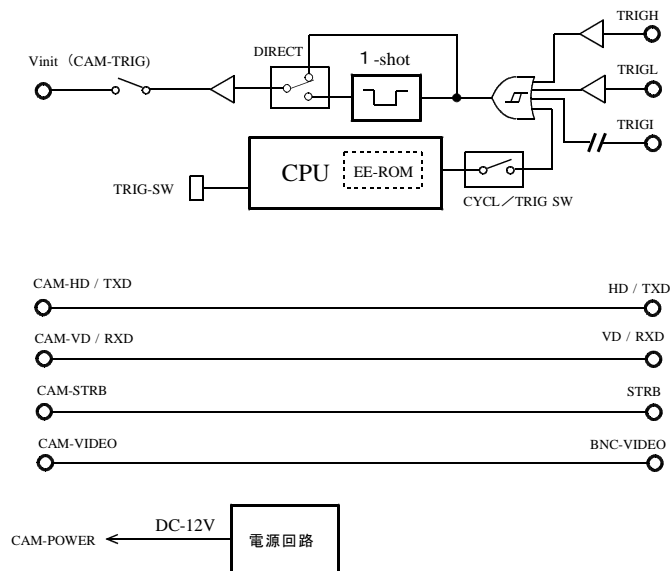 TRIGH
Vinit（CAM-TRIG)
DIRECT
１-shot
TRIGL
TRIGI
CPU
EE-ROM
TRIG-SW
CYCL／TRIG SW
CAM-HD / TXD
HD / TXD
CAM-VD / RXD
VD / RXD
CAM-STRB
STRB
CAM-VIDEO
BNC-VIDEO
DC-12V
CAM-POWER
電源回路